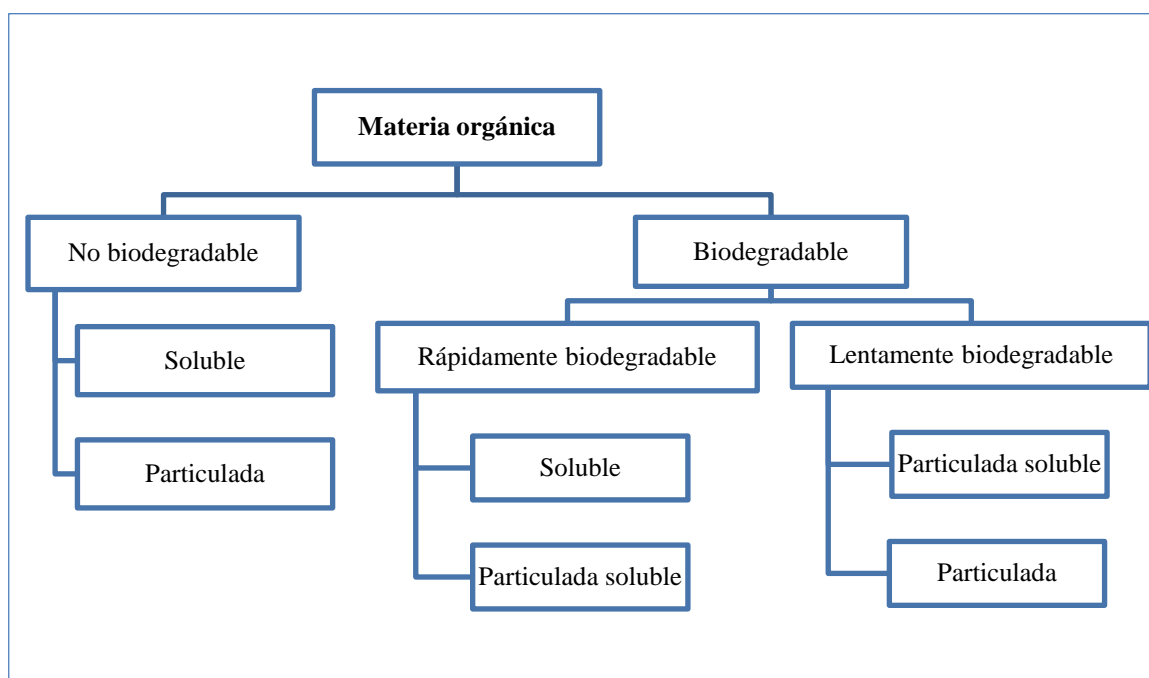 Materia orgánica
No biodegradable
Biodegradable
Soluble
Particulada
Rápidamente biodegradable
Lentamente biodegradable
Soluble
Particulada soluble
Particulada soluble
Particulada